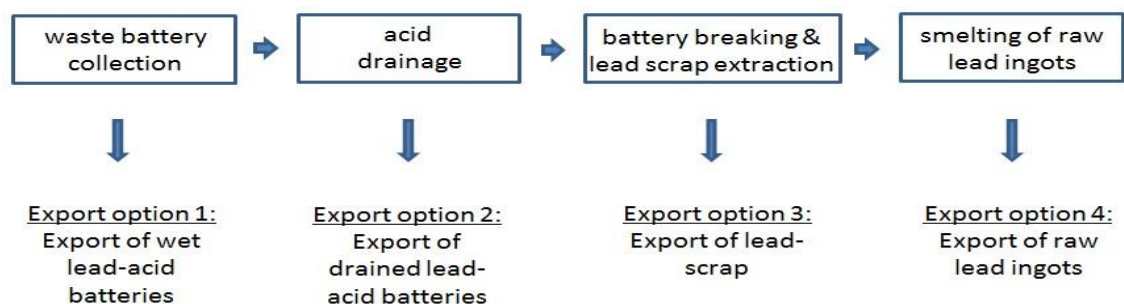 waste battery
collection
acid
drainage
battery breaking &
lead scrap extraction
smelting of raw
lead ingots
Export option 1:
Export of wet
lead-acid
batteries
Export option 2:
Export of
drained lead-
acid batteries
Export option 3:
Export of lead-
scrap
Export option 4:
Export of raw
lead ingots